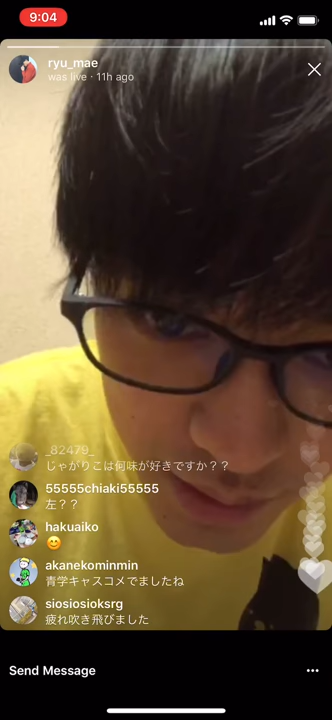 9:04
ryu_mae
was live · 11h ago
_82479_
じゃがりこは何味が好きですか？？
55555chiaki55555
左？？
hakuaiko
😊
akanekominmin
青学キャスコメでましたね
siosiosioksrg
疲れ吹き飛びました
Send Message